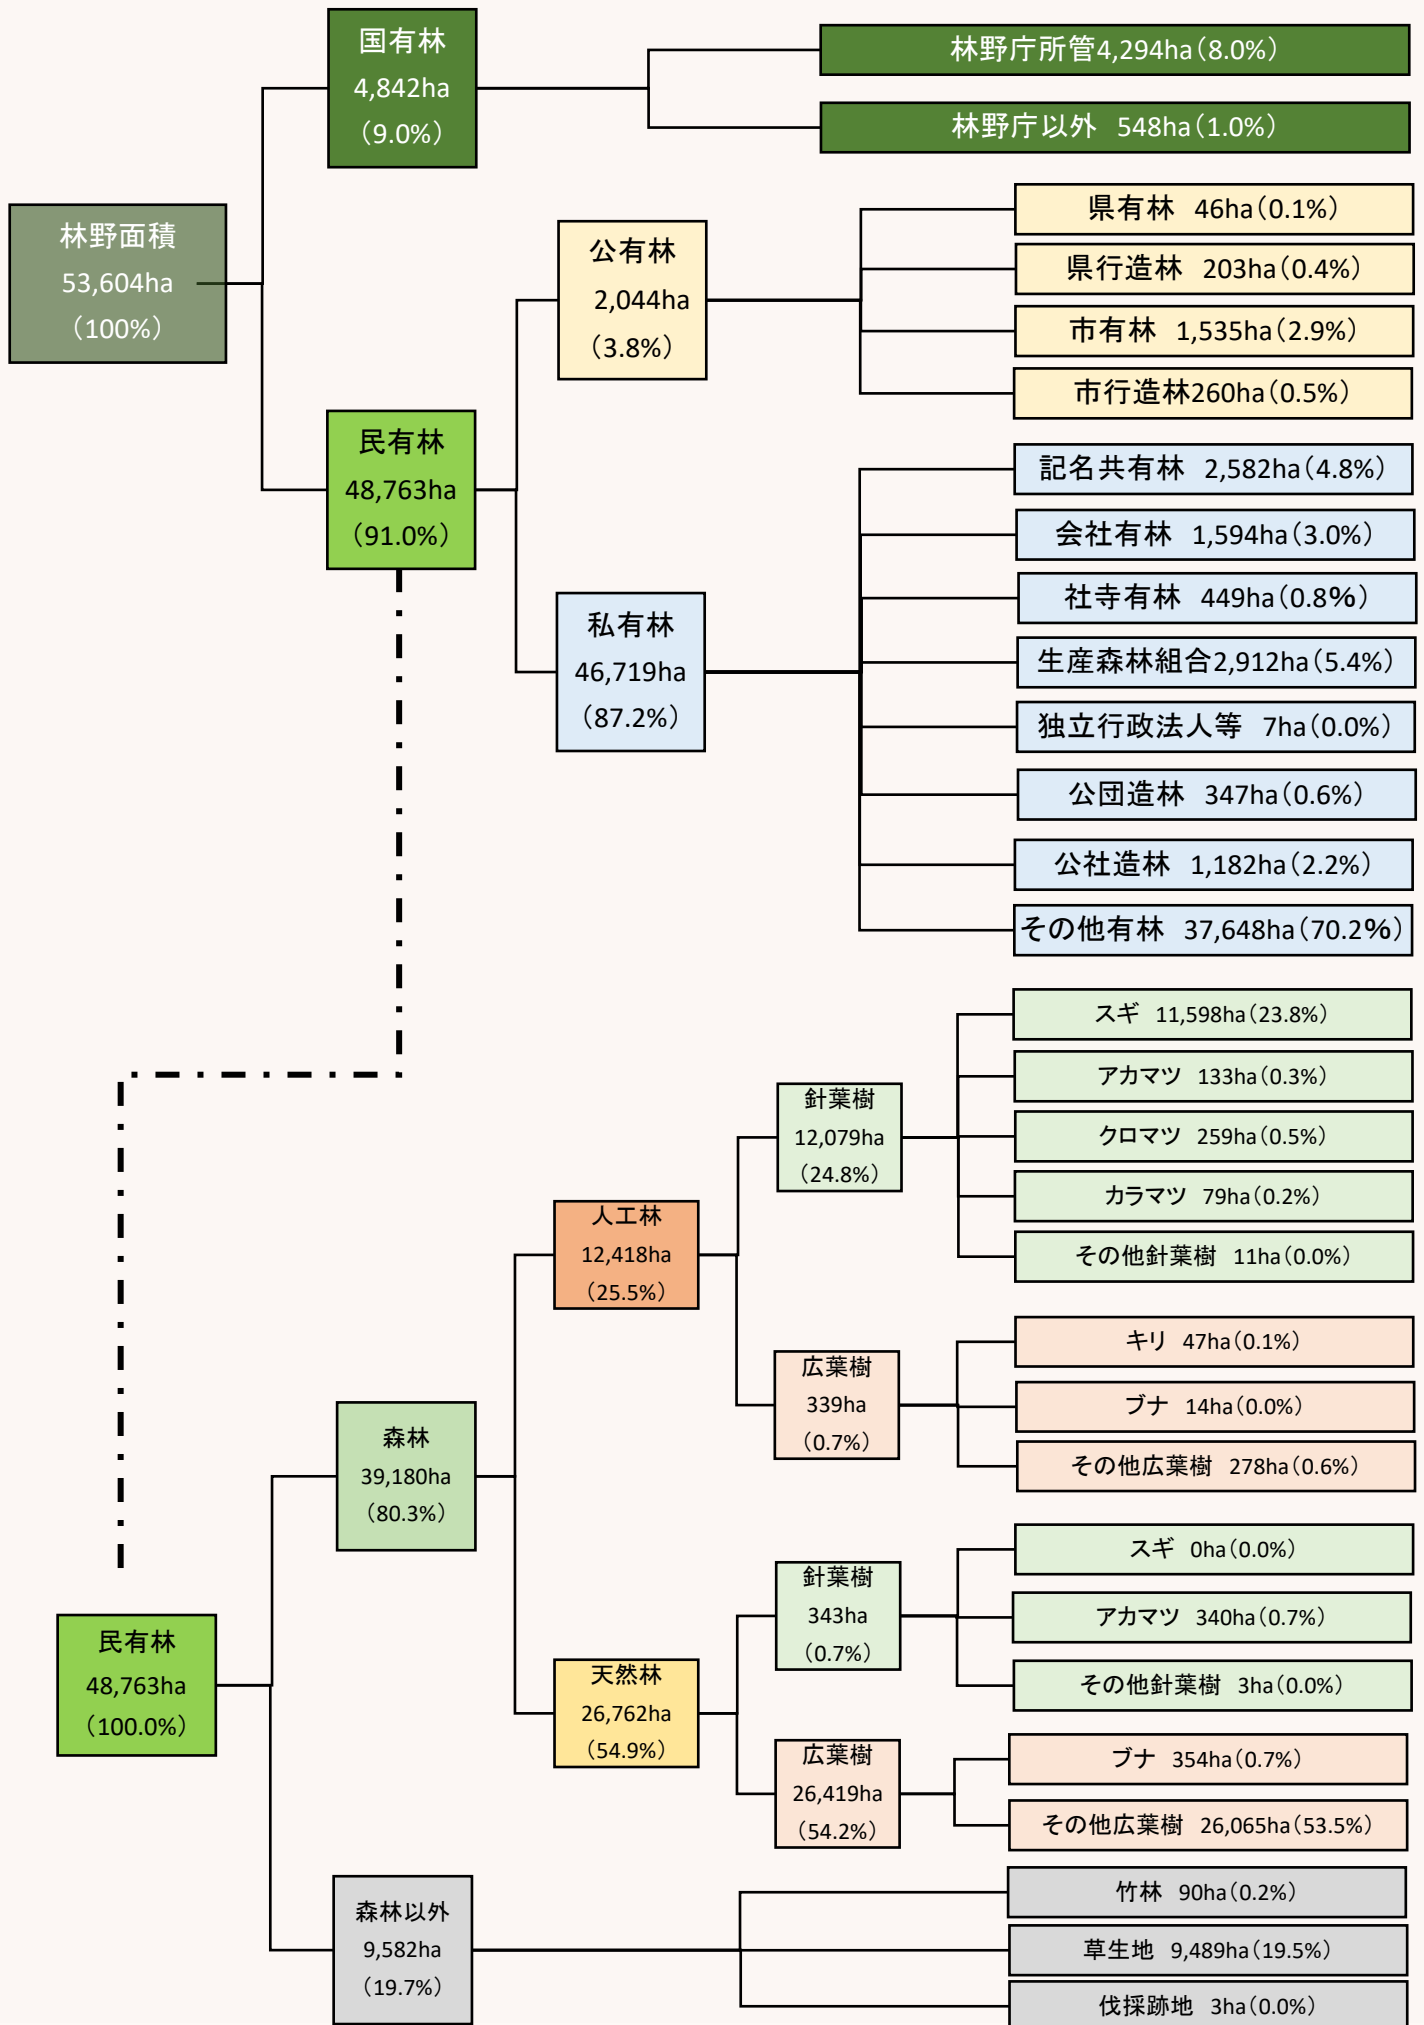 国有林
4,842ha
（9.0%）
林野庁所管4,294ha（8.0%）
林野庁以外 548ha（1.0%）
林野面積
53,604ha
（100%）
公有林
2,044ha
（3.8%）
県有林 46ha（0.1%）
県行造林 203ha（0.4%）
市有林 1,535ha（2.9%）
市行造林260ha（0.5%）
民有林
48,763ha
（91.0%）
私有林
46,719ha
（87.2%）
記名共有林 2,582ha（4.8%）
会社有林 1,594ha（3.0%）
社寺有林 449ha（0.8%）
生産森林組合2,912ha（5.4%）
独立行政法人等 7ha（0.0%）
公団造林 347ha（0.6%）
公社造林 1,182ha（2.2%）
その他有林 37,648ha（70.2%）
民有林
48,763ha
（100.0%）
森林
39,180ha
（80.3%）
人工林
12,418ha
（25.5%）
針葉樹
12,079ha
（24.8%）
スギ 11,598ha（23.8%）
アカマツ 133ha（0.3%）
クロマツ 259ha（0.5%）
カラマツ 79ha（0.2%）
その他針葉樹 11ha（0.0%）
広葉樹
339ha
（0.7%）
キリ 47ha（0.1%）
ブナ 14ha（0.0%）
その他広葉樹 278ha（0.6%）
天然林
26,762ha
（54.9%）
針葉樹
343ha
（0.7%）
スギ 0ha（0.0%）
アカマツ 340ha（0.7%）
その他針葉樹 3ha（0.0%）
広葉樹
26,419ha
（54.2%）
ブナ 354ha（0.7%）
その他広葉樹 26,065ha（53.5%）
森林以外
9,582ha
（19.7%）
竹林 90ha（0.2%）
草生地 9,489ha（19.5%）
伐採跡地 3ha（0.0%）